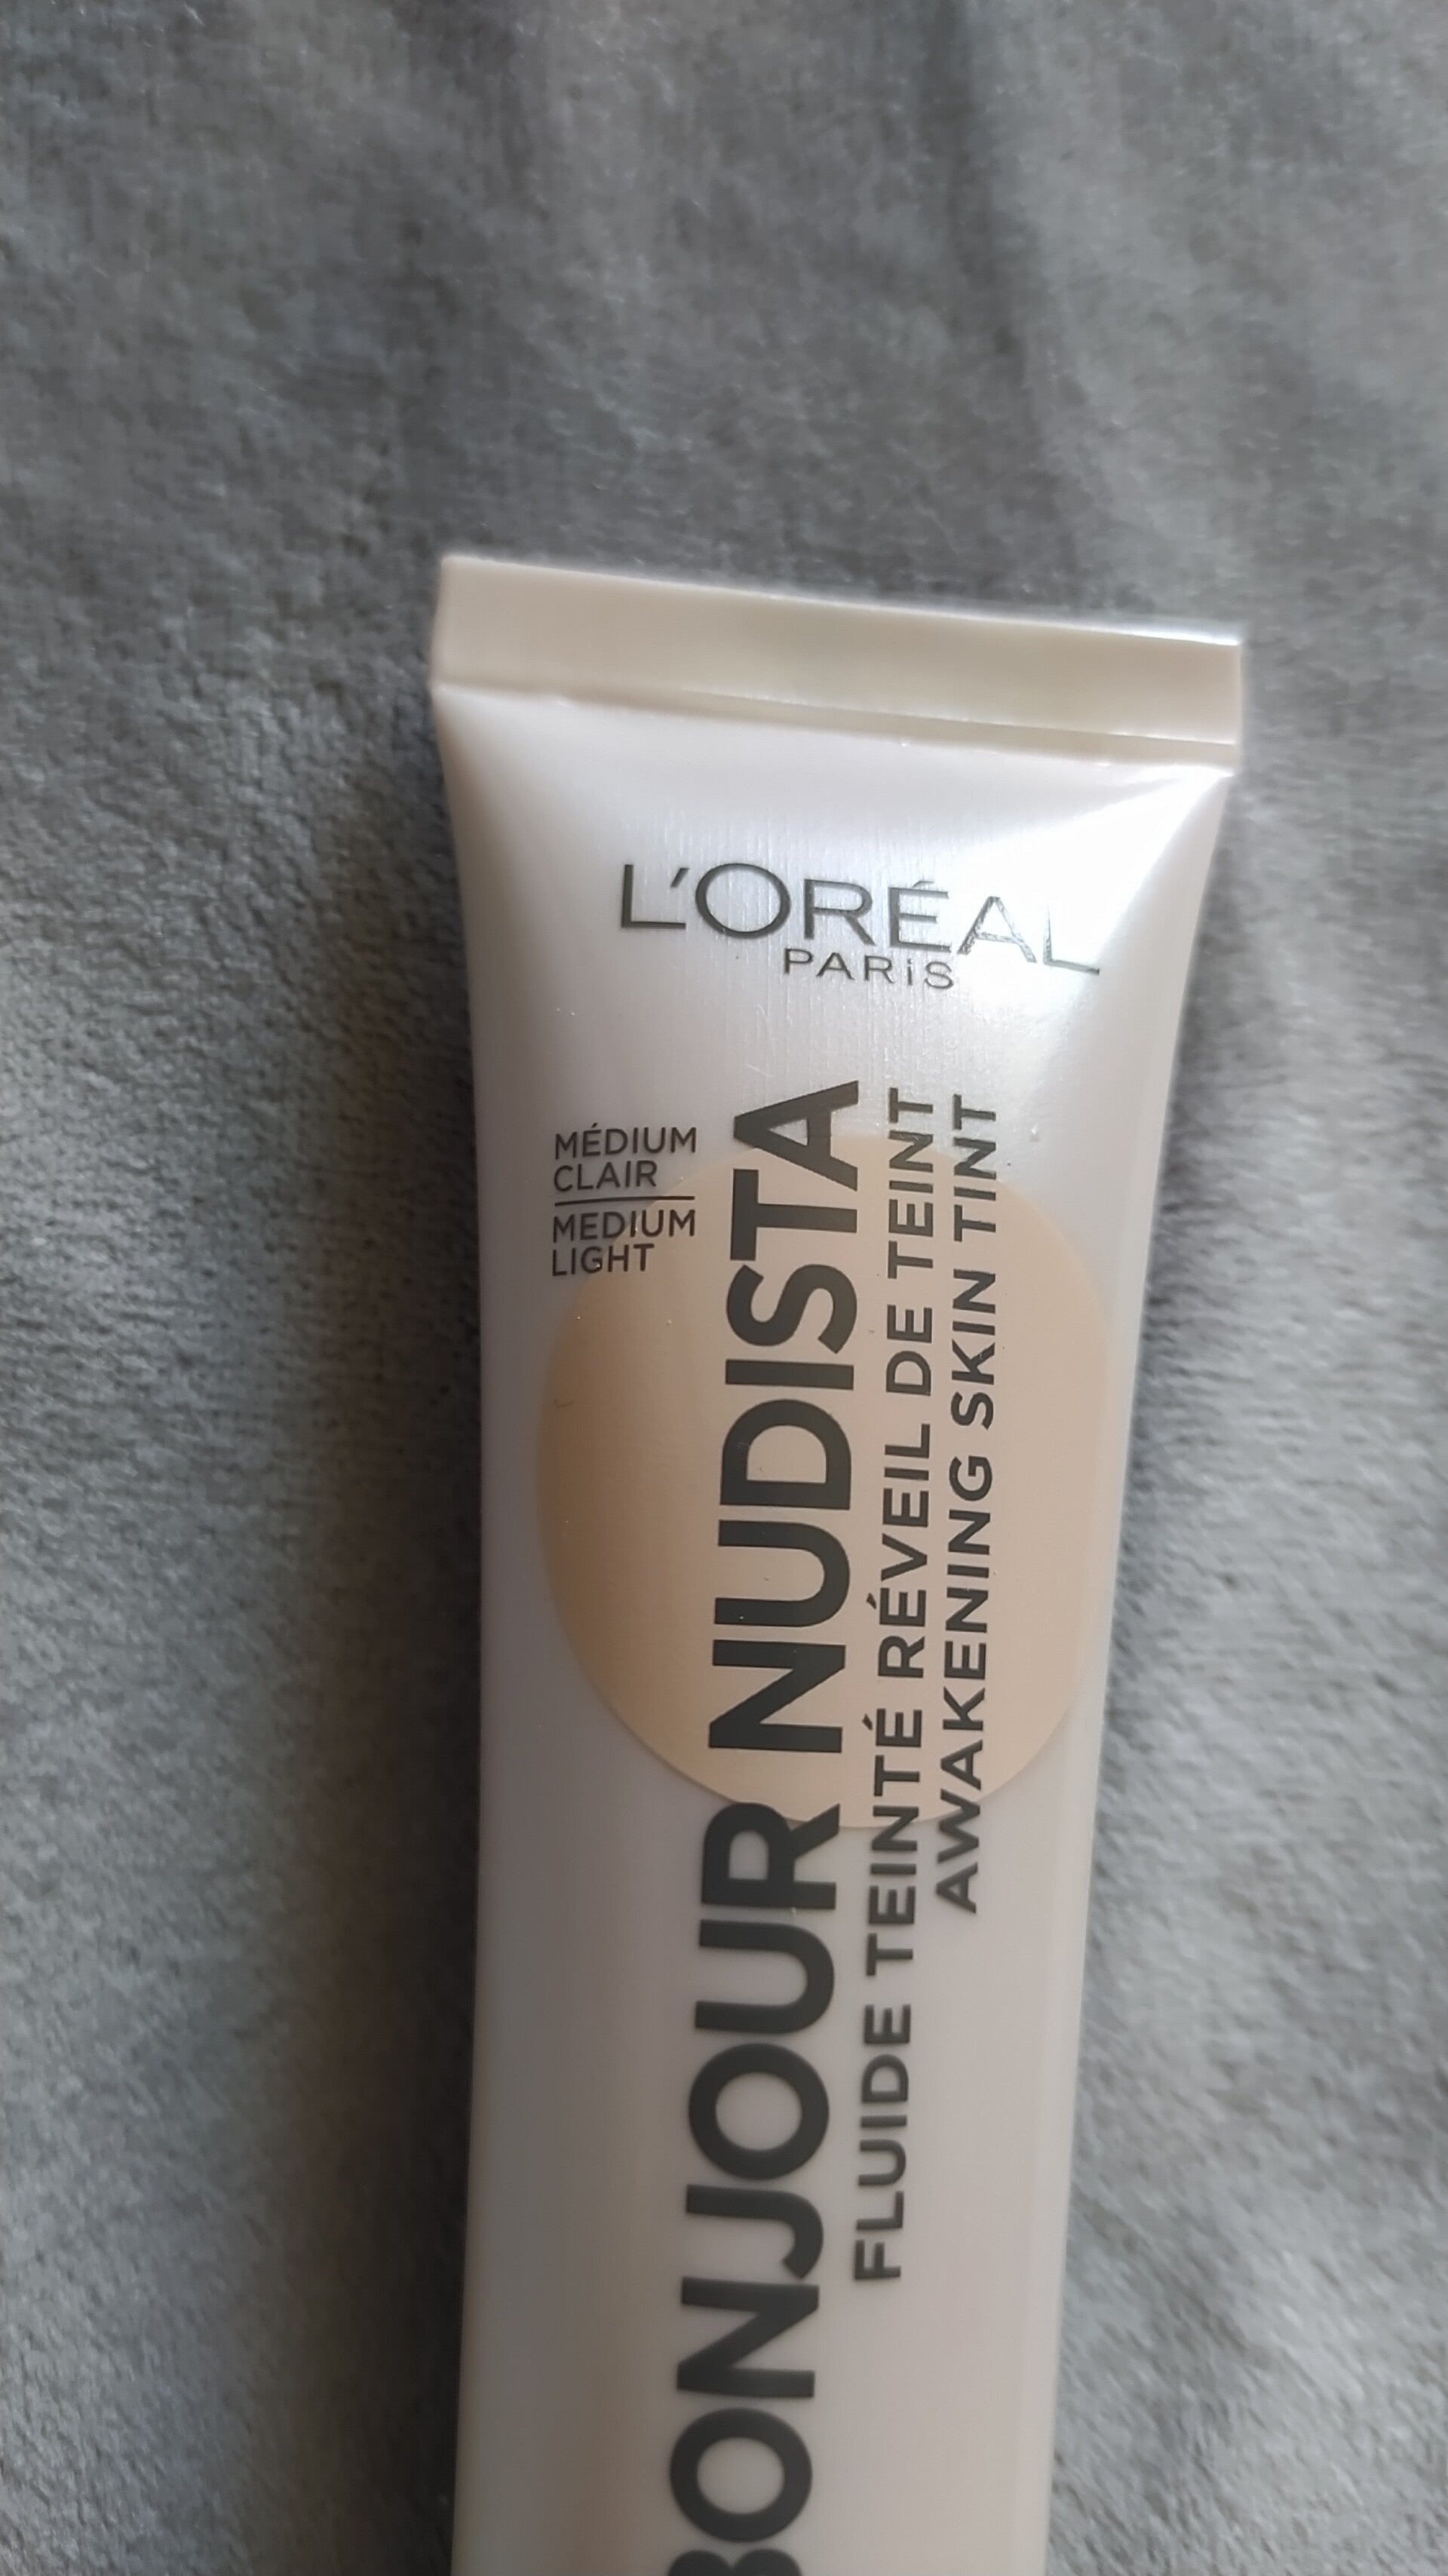 L'ORÉAL
PARiS
MÉDIUM
CLAIR
MEDIUM
LIGHT
BONJOUR NUDISTA
FLUIDE TEINTÉ RÉVEIL DE TEINT
AWAKENING SKIN TINT